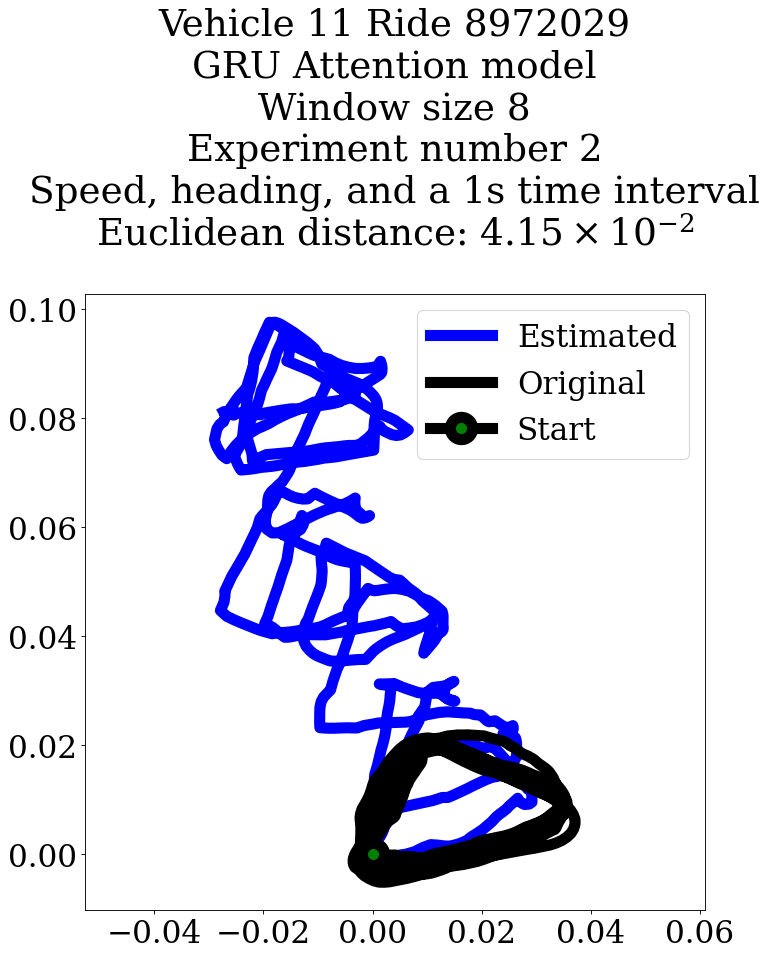 Vehicle 11 Ride 8972029
GRU Attention model
Window size 8
Experiment number 2
Speed, heading, and a 1s time interval
Euclidean distance: 4.15 × 10⁻²
0.10
0.08
0.06
0.04
0.02
0.00
Estimated
Original
Start
−0.04 −0.02 0.00 0.02 0.04 0.06